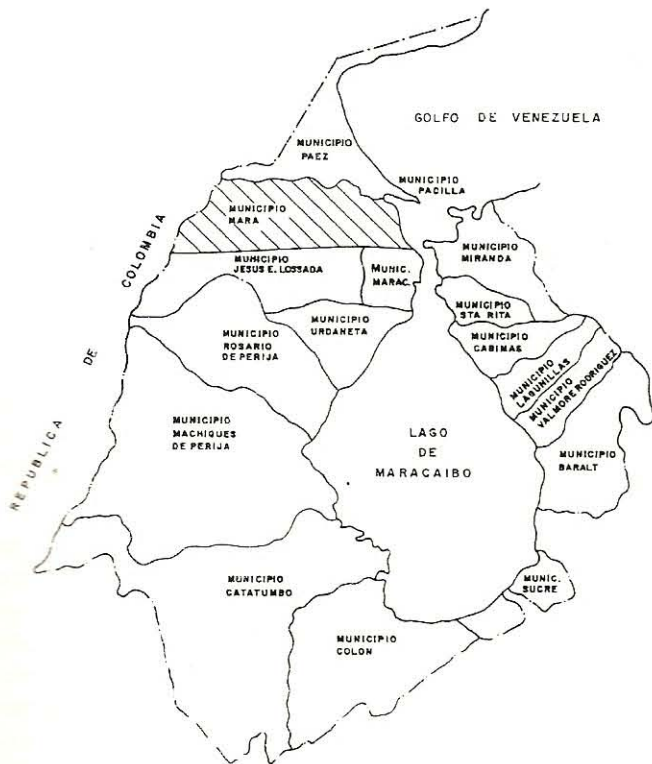 GOLFO DE VENEZUELA
MUNICIPIO
PAEZ
MUNICIPIO
PACILLA
MUNICIPIO
MARA
COLOMBIA
MUNICIPIO
MIRANDA
MUNICIPIO
JESUS E. LOSSADA
MUNIC.
MARAC.
MUNICIPIO
STA RITA
MUNICIPIO
URDANETA
MUNICIPIO
ROSARIO
DE PERIJA
MUNICIPIO
CABIMAS
DE
MUNICIPIO
LAGUNILLAS
MUNICIPIO
VALMORE RODRIGUEZ
MUNICIPIO
MACHIQUES
DE PERIJA
LAGO
DE
MARACAIBO
MUNICIPIO
BARALT
REPUBLICA
MUNICIPIO
CATATUMBO
MUNIC.
SUCRE
MUNICIPIO
COLON